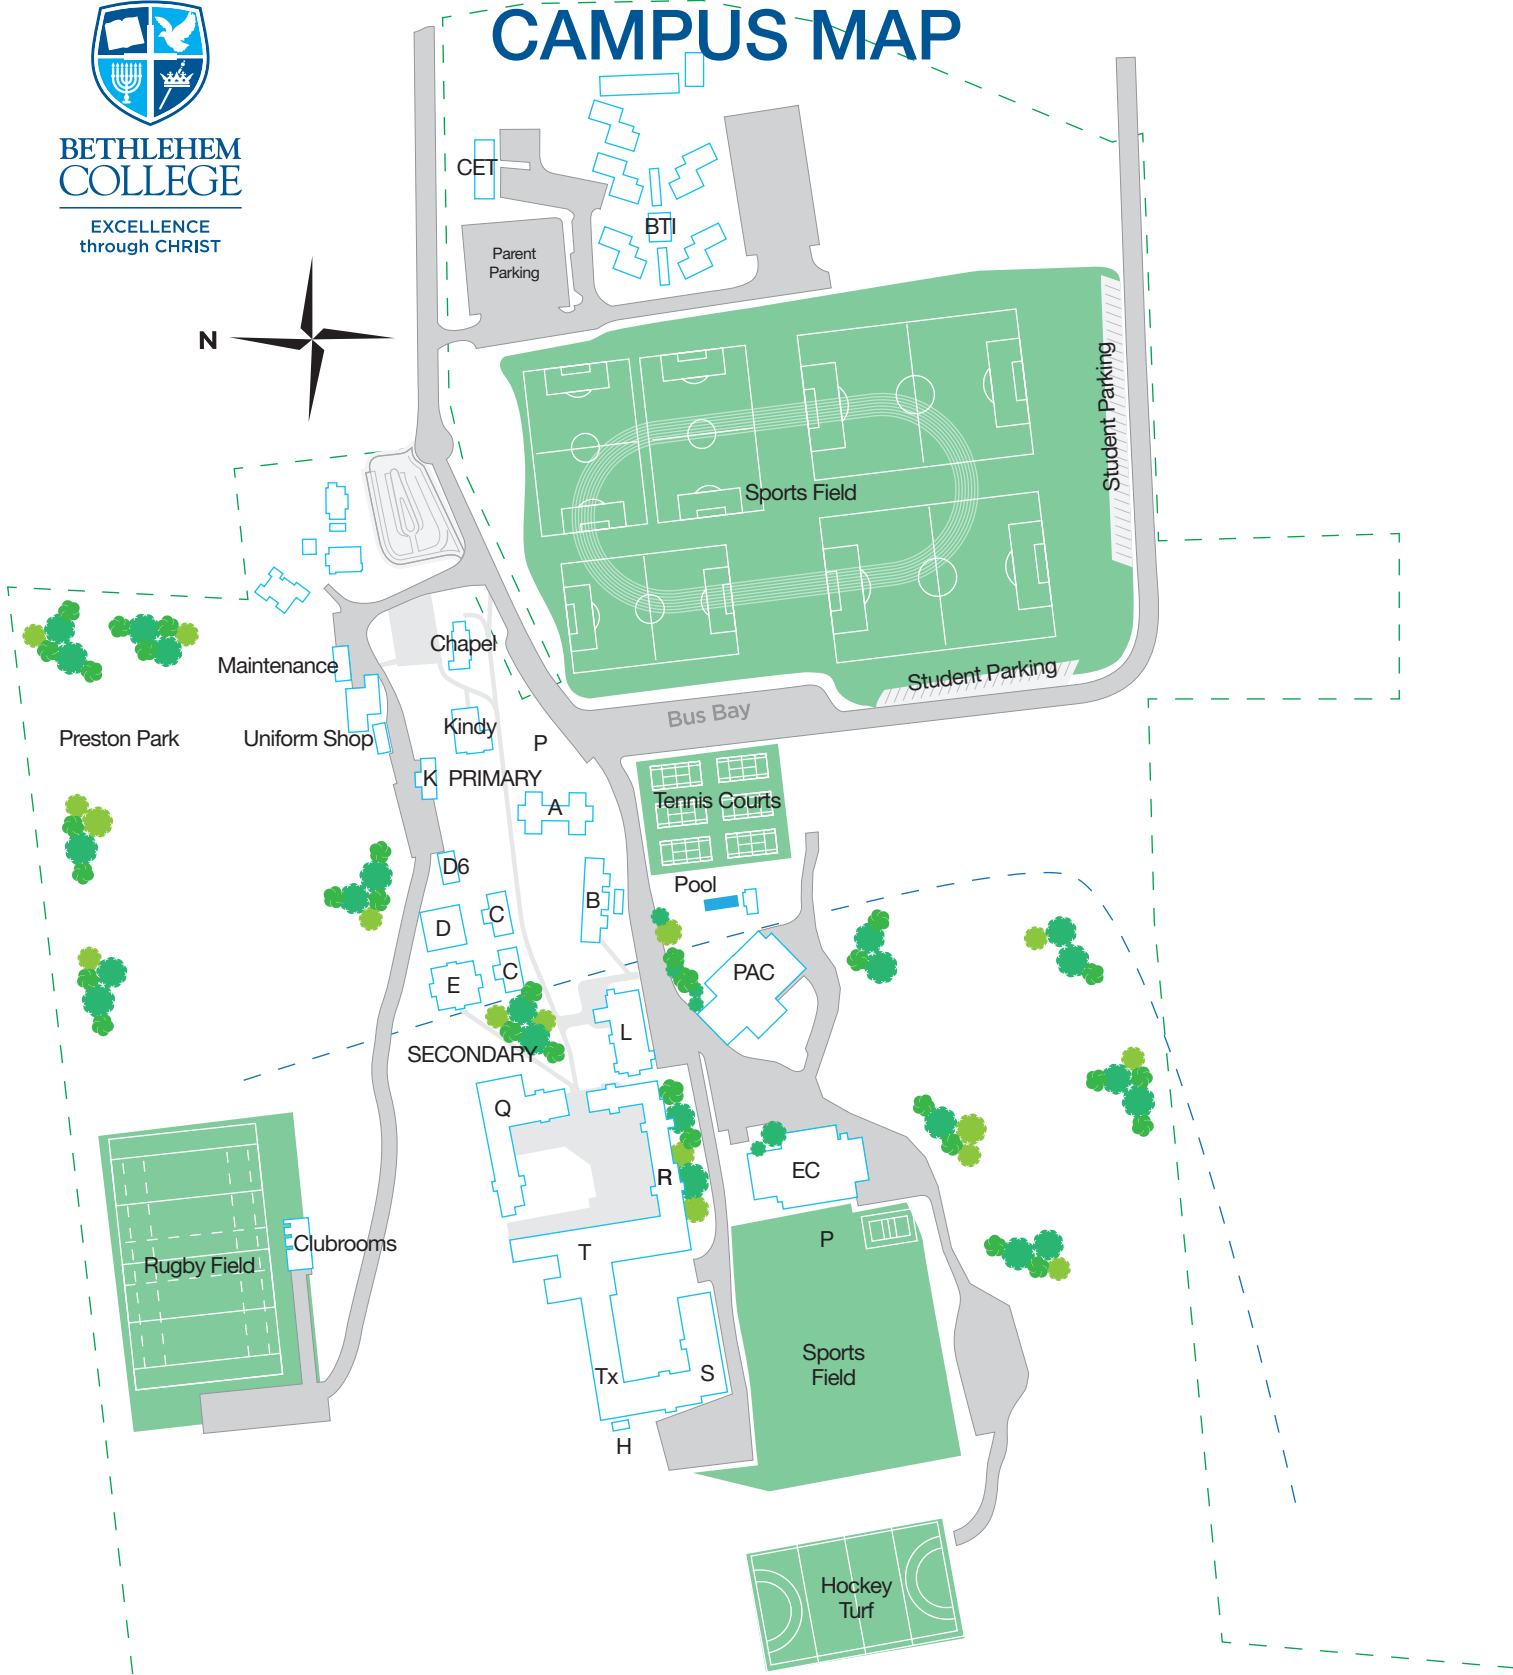 CAMPUS MAP
BETHLEHEM
COLLEGE
EXCELLENCE
through CHRIST
CET
BTI
Parent
Parking
N
Student Parking
Sports Field
Chapel
Maintenance
Student Parking
Bus Bay
Kindy
Preston Park
Uniform Shop
P
K PRIMARY
A
Tennis Courts
D6
Pool
B
C
D
PAC
C
E
L
SECONDARY
Q
EC
R
P
Clubrooms
T
Rugby Field
Sports
Field
Tx
S
H
Hockey
Turf